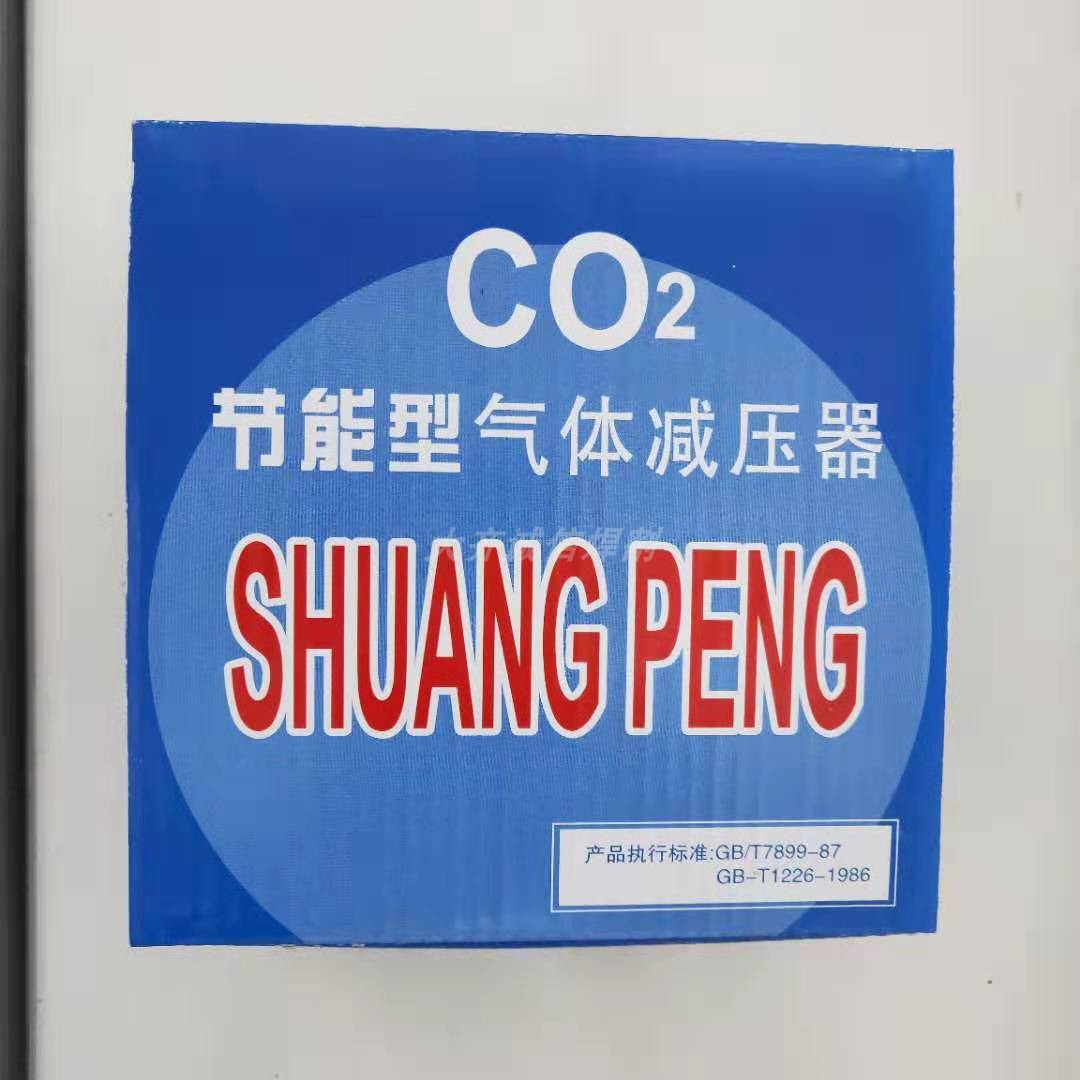 CO₂
节能型气体减压器
SHUANG PENG
产品执行标准:GB/T7899-87
GB-T1226-1986